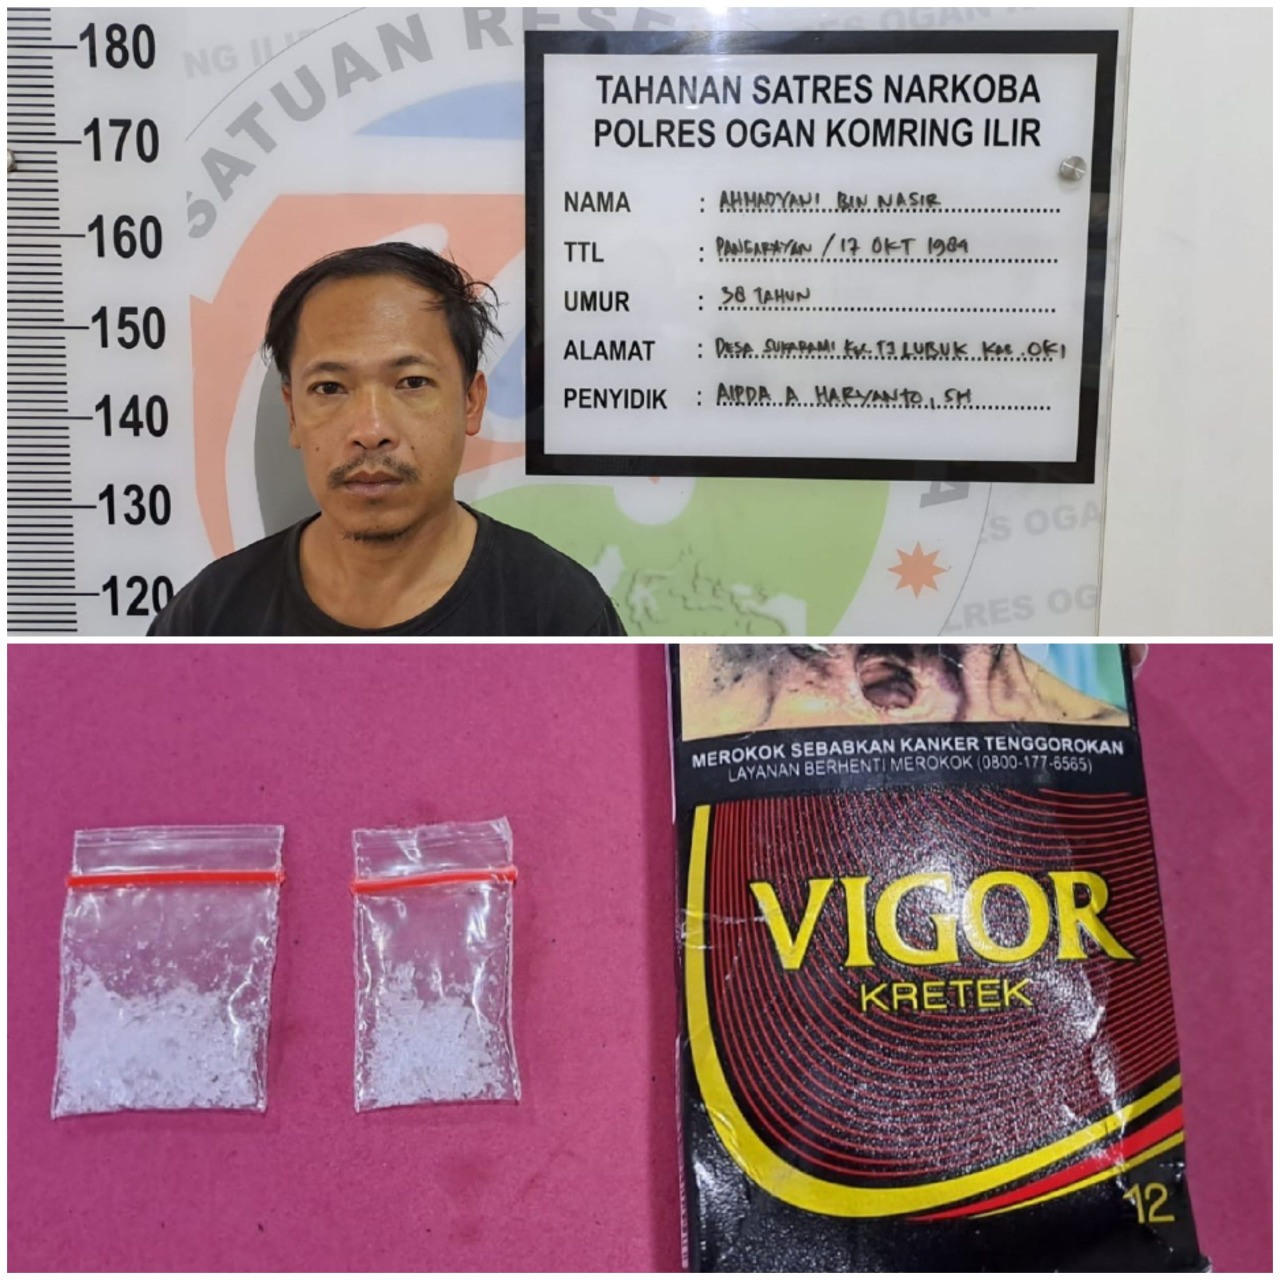 180
170
160
150
140
130
120
SATUAN RES
TAHANAN SATRES NARKOBA
POLRES OGAN KOMRING ILIR
NAMA : AHMADYANI BIN NASIR
TTL : PANGARAYAN / 17 OKT 1984
UMUR : 38 TAHUN
ALAMAT : DESA SUKARAMI KEC. TJ LUBUK KAB. OKI
PENYIDIK : AIPDA A HARYANTO, SH
MEROKOK SEBABKAN KANKER TENGGOROKAN
LAYANAN BERHENTI MEROKOK (0800-177-6565)
VIGOR
KRETEK
12